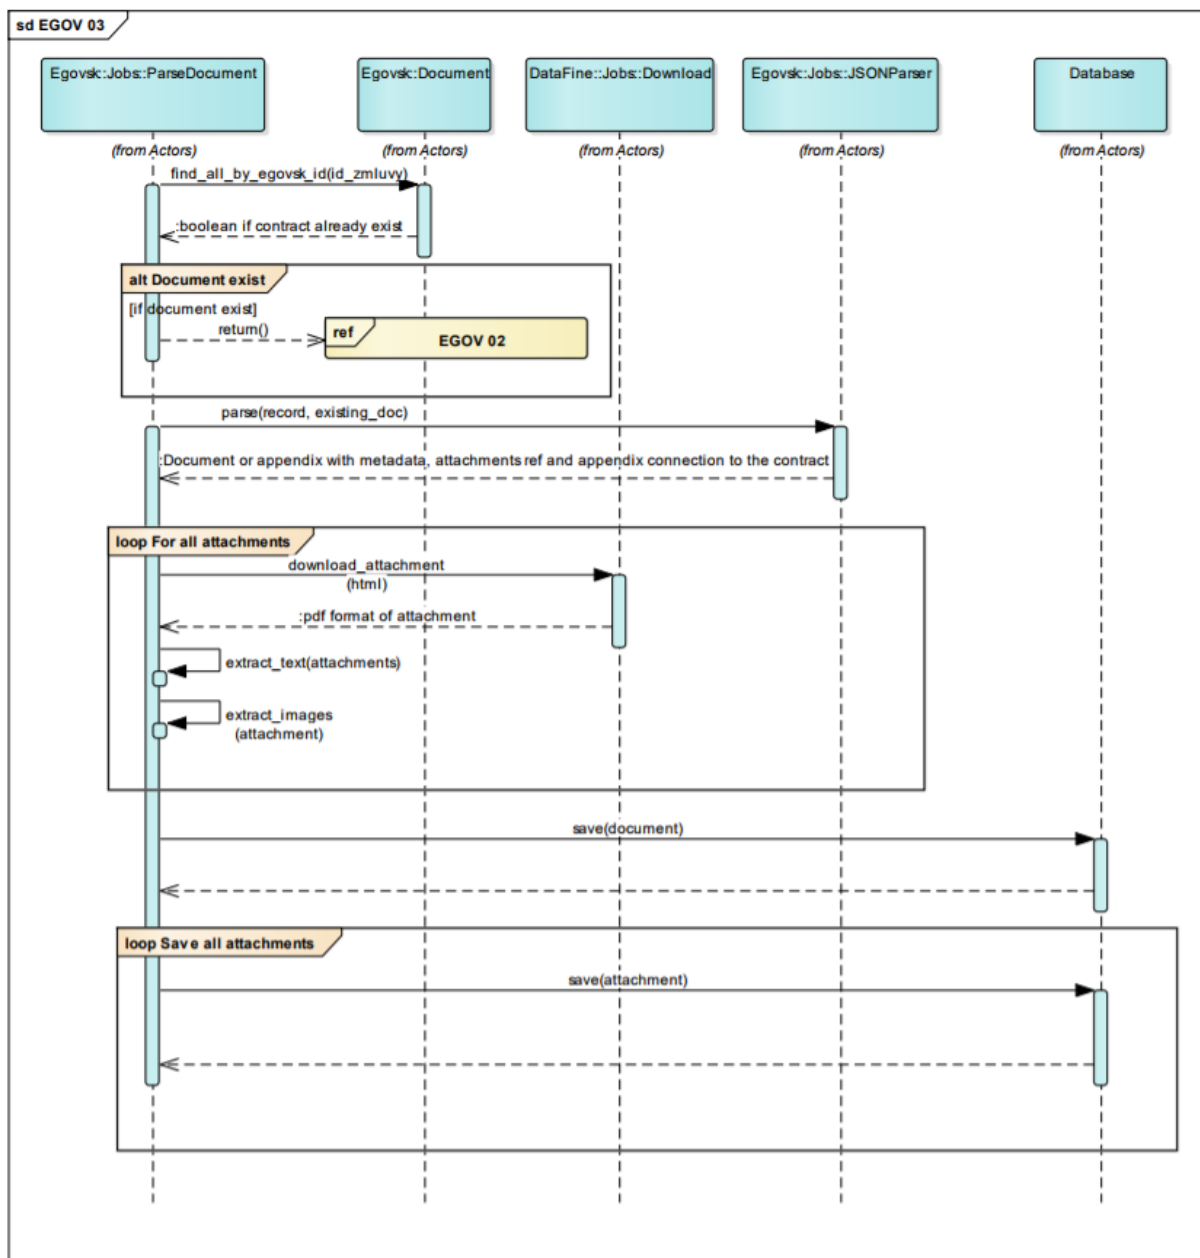 sd EGOV 03
Egovsk::Jobs::ParseDocument
Egovsk::Document
DataFine::Jobs::Download
Egovsk::Jobs::JSONParser
Database
(from Actors)
(from Actors)
(from Actors)
(from Actors)
(from Actors)
find_all_by_egovsk_id(id_zmluvy)
:boolean if contract already exist
alt Document exist
[if document exist]
return()
ref
EGOV 02
parse(record, existing_doc)
:Document or appendix with metadata, attachments ref and appendix connection to the contract
loop For all attachments
download_attachment
(html)
:pdf format of attachment
extract_text(attachments)
extract_images
(attachment)
save(document)
loop Save all attachments
save(attachment)